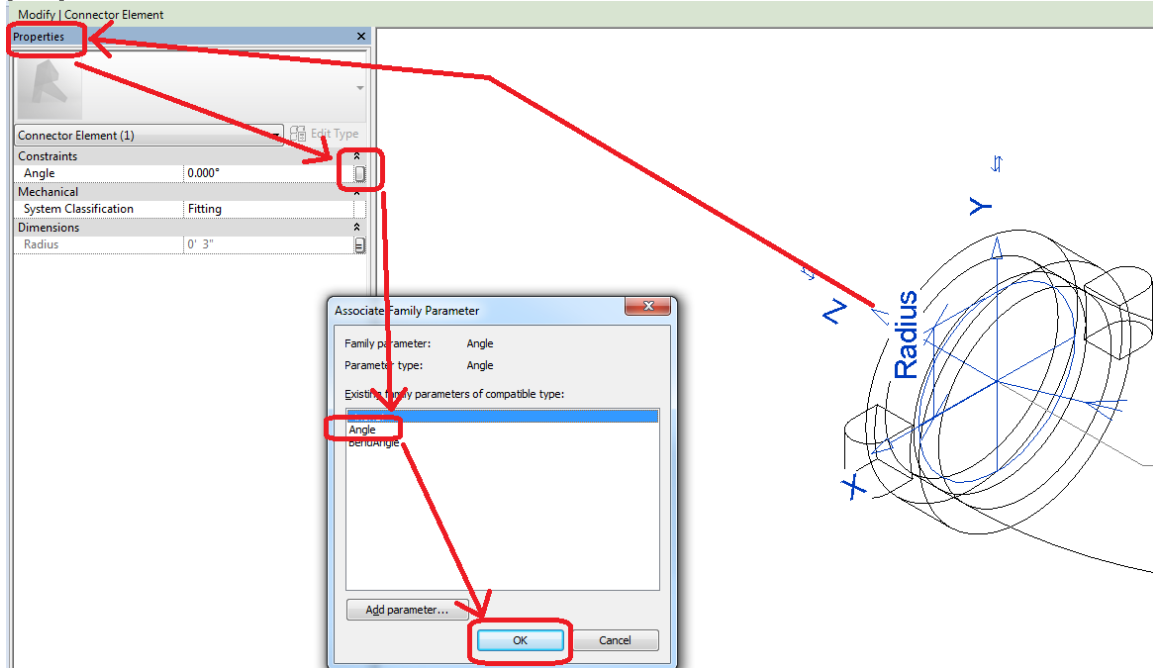 Modify | Connector Element
Properties
Connector Element (1)
Edit Type
Constraints
Angle 0.000°
Mechanical
System Classification Fitting
Dimensions
Radius 0' 3"
Associate Family Parameter
Family parameter: Angle
Parameter type: Angle
Existing family parameters of compatible type:
Angle
BendAngle
Add parameter...
OK Cancel
Y
Z
Radius
X